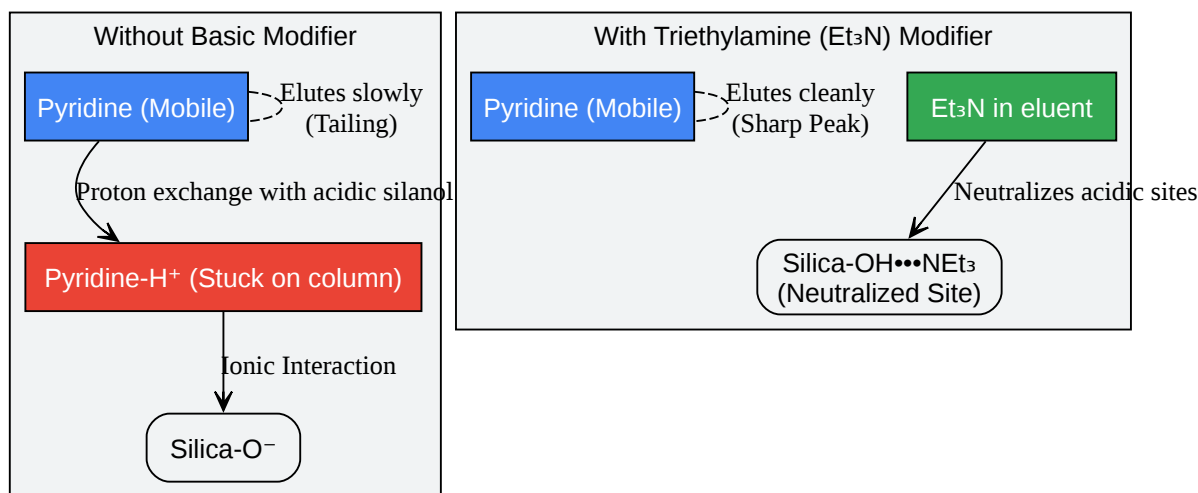 Without Basic Modifier
Pyridine (Mobile)
Elutes slowly
(Tailing)
Proton exchange with acidic silanol
Pyridine-H⁺ (Stuck on column)
Ionic Interaction
Silica-O⁻
With Triethylamine (Et₃N) Modifier
Pyridine (Mobile)
Elutes cleanly
(Sharp Peak)
Et₃N in eluent
Neutralizes acidic sites
Silica-OH•••NEt₃
(Neutralized Site)